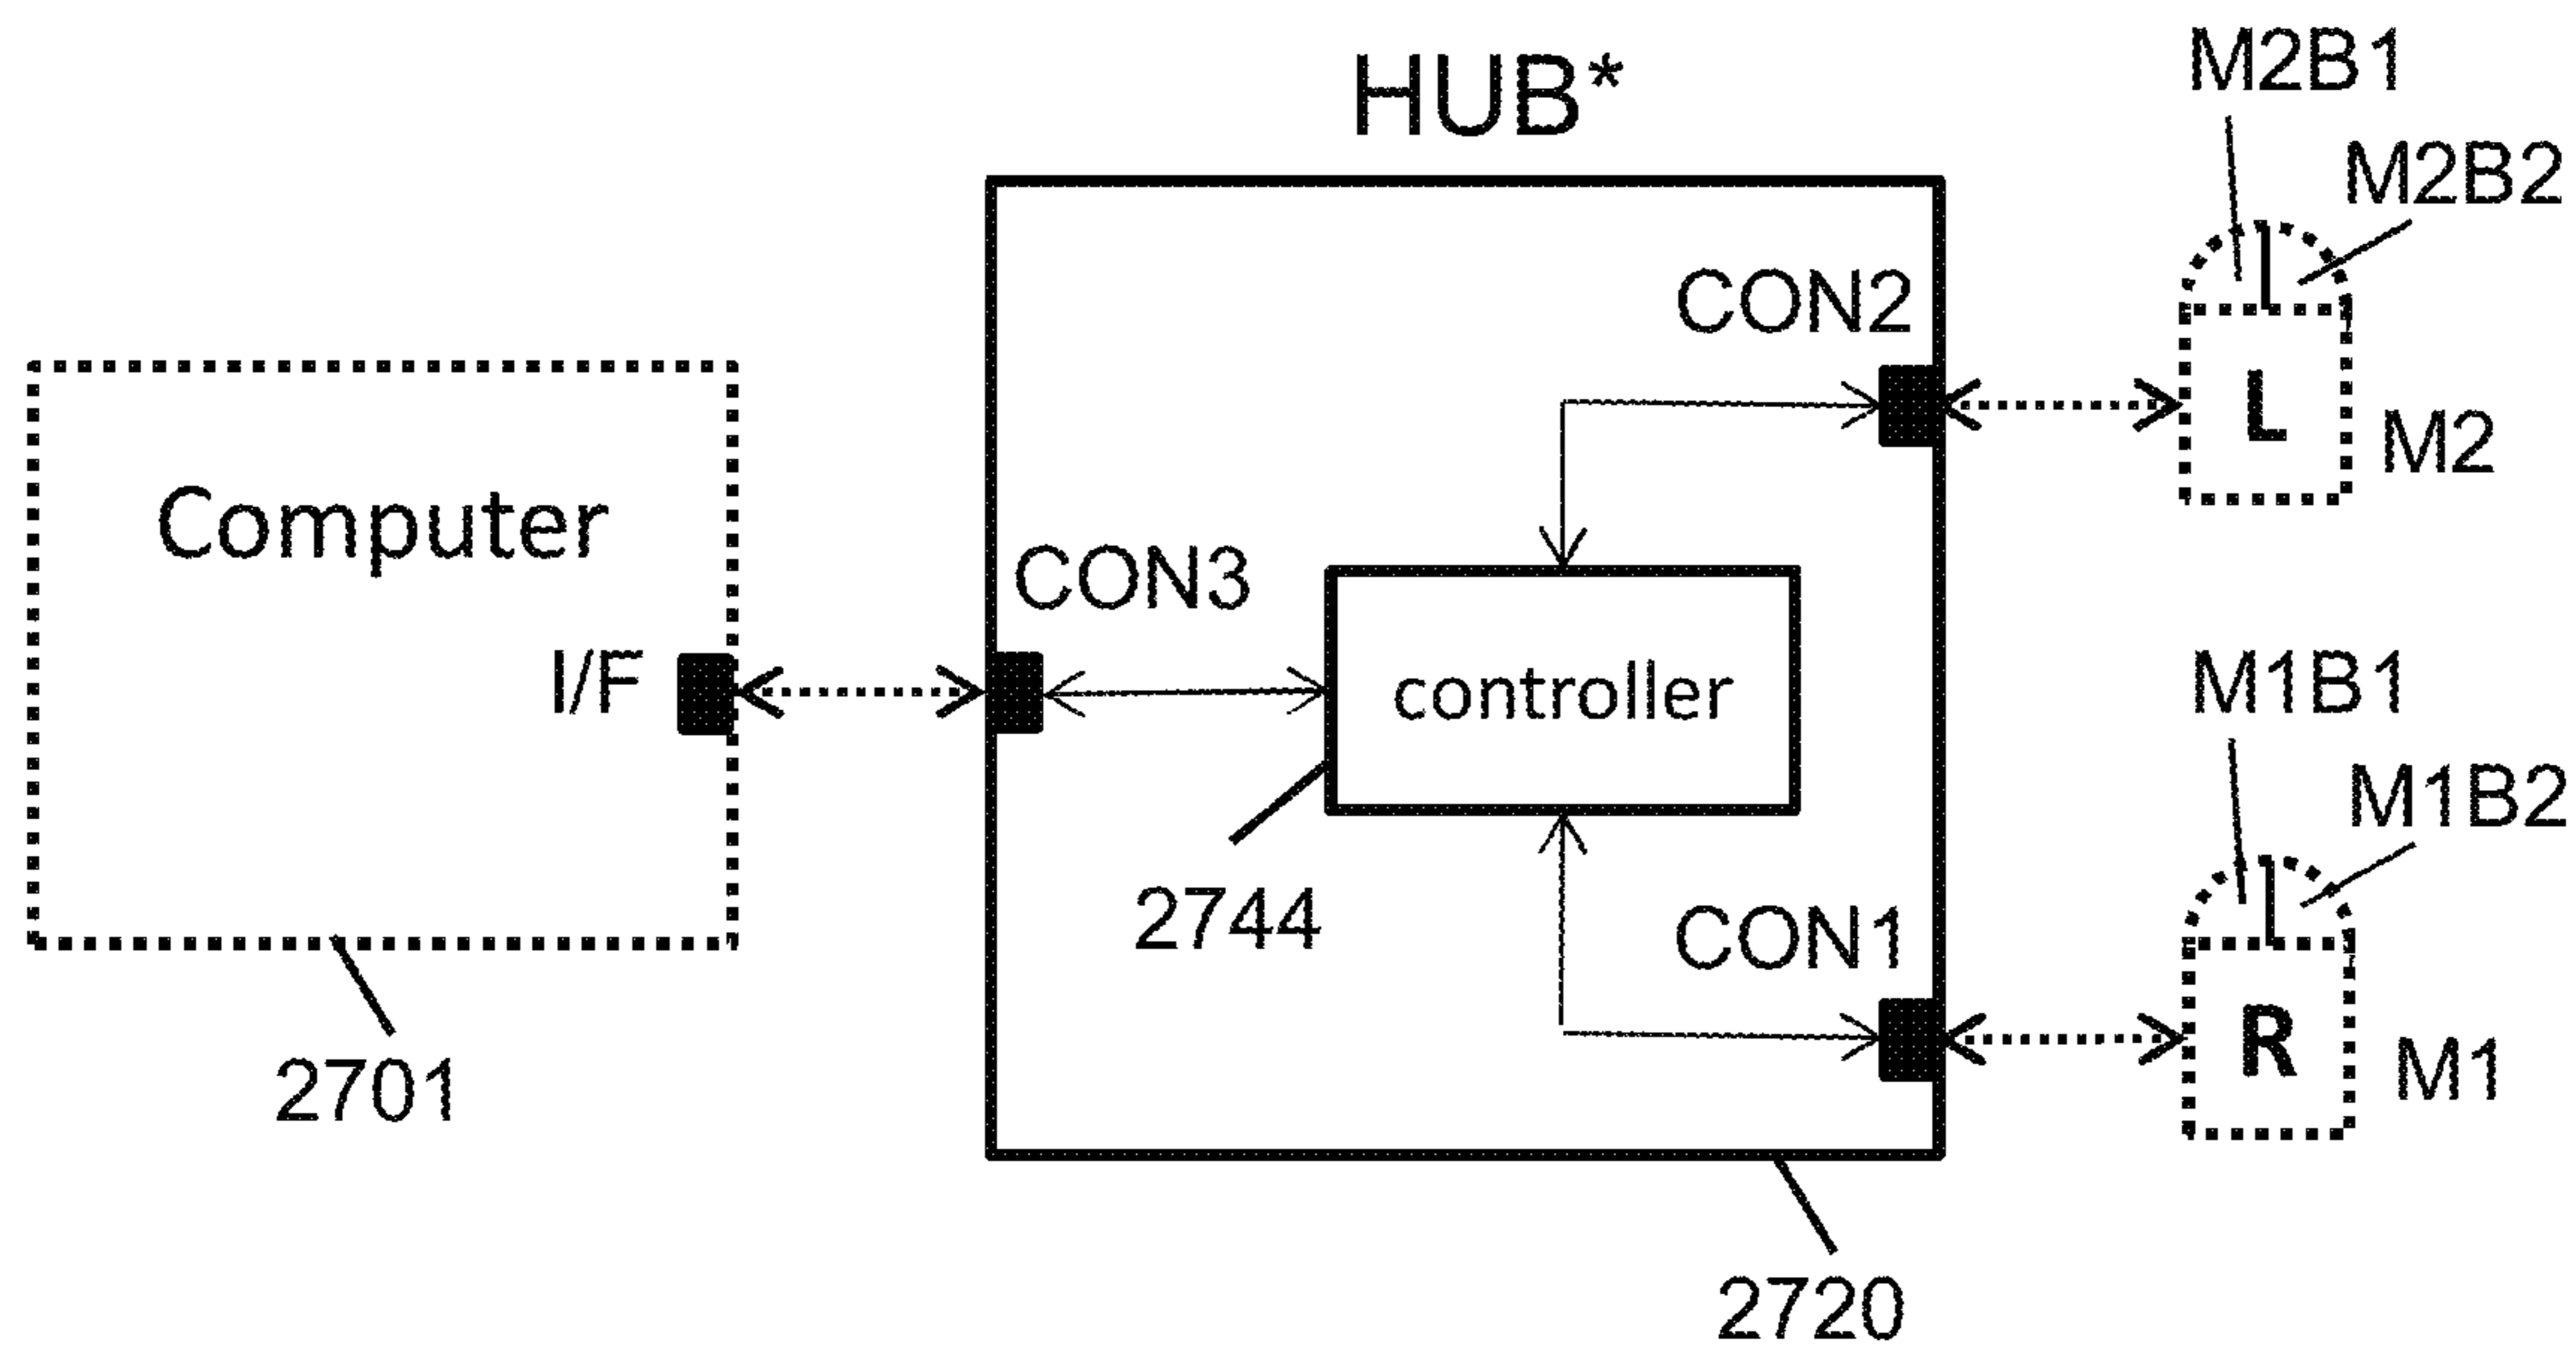 HUB*
M2B1
M2B2
CON2
L
M2
Computer
CON3
I/F
controller
M1B1
M1B2
2744
CON1
R
M1
2701
2720